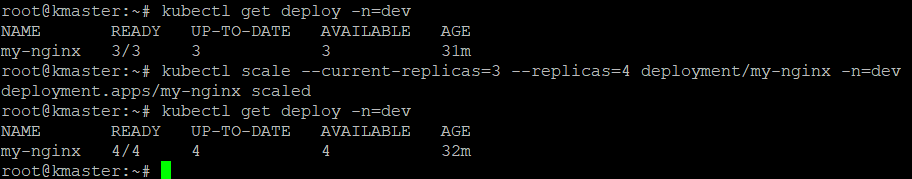 root@kmaster:~# kubectl get deploy -n=dev
NAME       READY   UP-TO-DATE   AVAILABLE   AGE
my-nginx   3/3     3            3           31m
root@kmaster:~# kubectl scale --current-replicas=3 --replicas=4 deployment/my-nginx -n=dev
deployment.apps/my-nginx scaled
root@kmaster:~# kubectl get deploy -n=dev
NAME       READY   UP-TO-DATE   AVAILABLE   AGE
my-nginx   4/4     4            4           32m
root@kmaster:~#